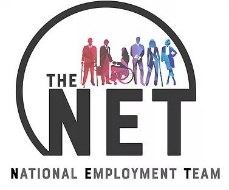 THE
NET
NATIONAL EMPLOYMENT TEAM